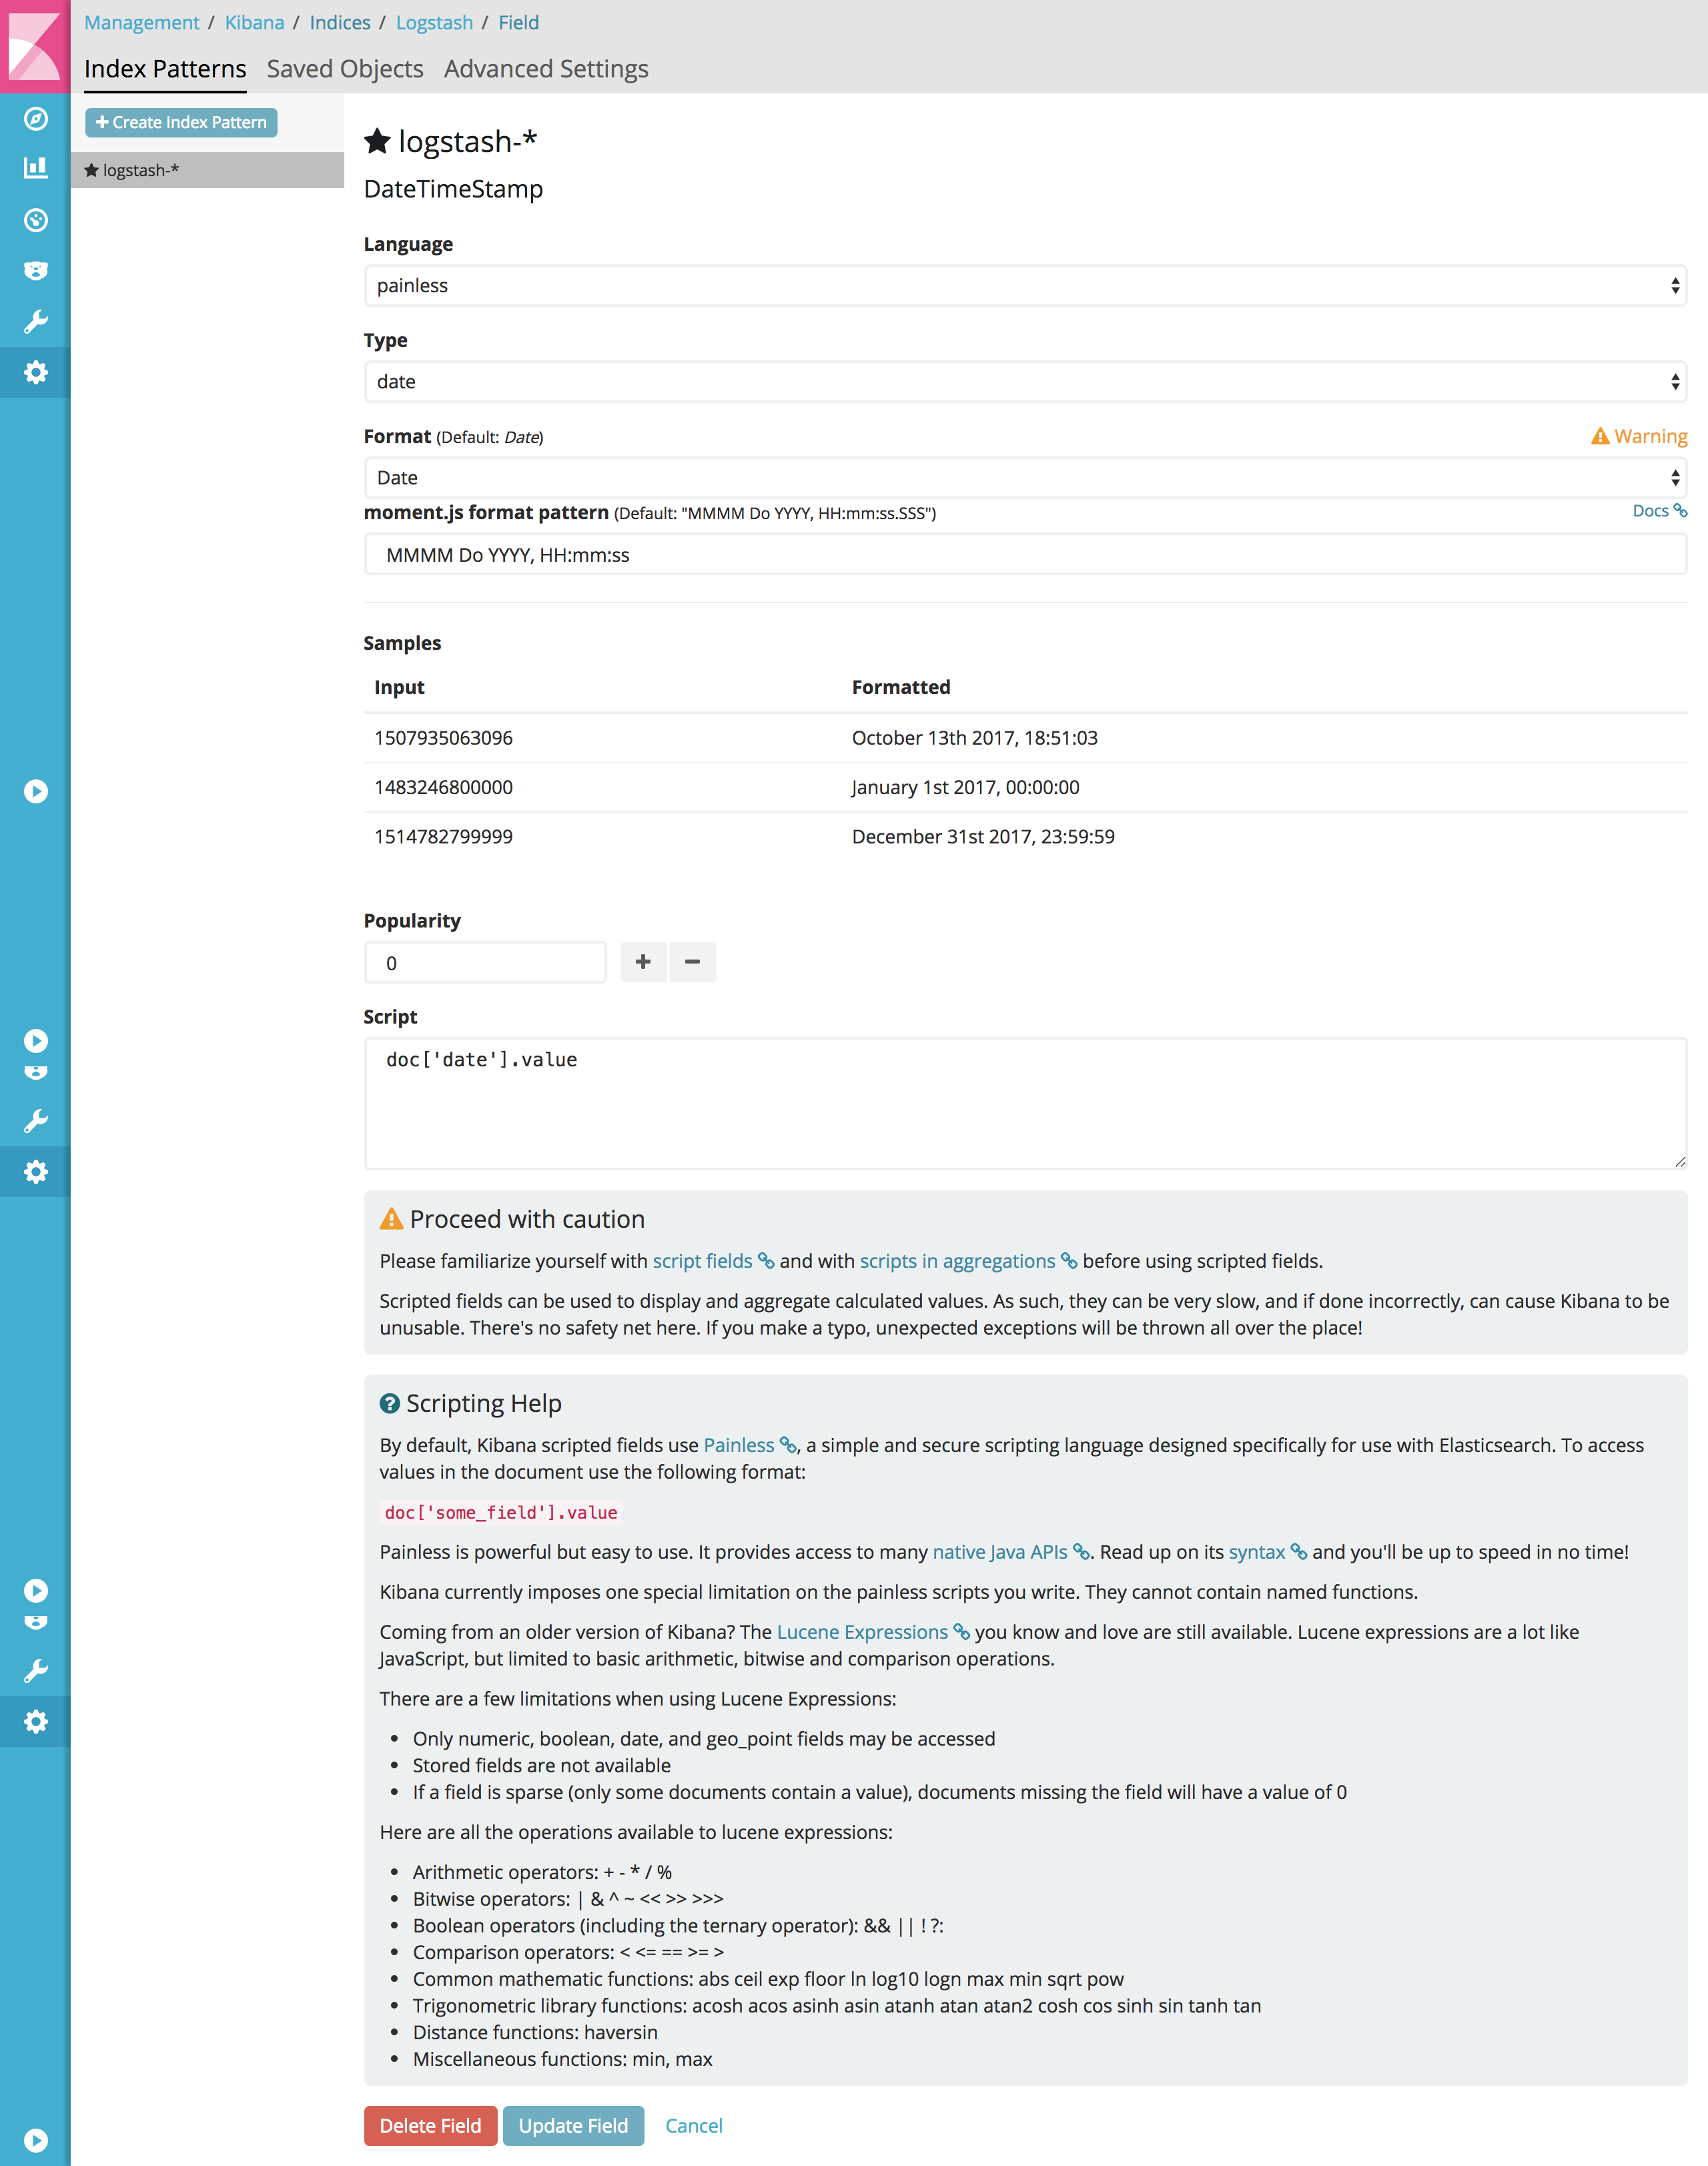 Management / Kibana / Indices / Logstash / Field
Index Patterns Saved Objects Advanced Settings
Create Index Pattern
logstash-*
logstash-*
DateTimeStamp
Language
painless
Type
date
Format (Default: Date) Warning
Date
moment.js format pattern (Default: "MMMM Do YYYY, HH:mm:ss.SSS") Docs
MMMM Do YYYY, HH:mm:ss
Samples
Input Formatted
1507935063096 October 13th 2017, 18:51:03
1483246800000 January 1st 2017, 00:00:00
1514782799999 December 31st 2017, 23:59:59
Popularity
0
Script
doc['date'].value
Proceed with caution
Please familiarize yourself with script fields and with scripts in aggregations before using scripted fields.
Scripted fields can be used to display and aggregate calculated values. As such, they can be very slow, and if done incorrectly, can cause Kibana to be
unusable. There's no safety net here. If you make a typo, unexpected exceptions will be thrown all over the place!
Scripting Help
By default, Kibana scripted fields use Painless , a simple and secure scripting language designed specifically for use with Elasticsearch. To access
values in the document use the following format:
doc['some_field'].value
Painless is powerful but easy to use. It provides access to many native Java APIs . Read up on its syntax and you'll be up to speed in no time!
Kibana currently imposes one special limitation on the painless scripts you write. They cannot contain named functions.
Coming from an older version of Kibana? The Lucene Expressions you know and love are still available. Lucene expressions are a lot like
JavaScript, but limited to basic arithmetic, bitwise and comparison operations.
There are a few limitations when using Lucene Expressions:
• Only numeric, boolean, date, and geo_point fields may be accessed
• Stored fields are not available
• If a field is sparse (only some documents contain a value), documents missing the field will have a value of 0
Here are all the operations available to lucene expressions:
• Arithmetic operators: + - * / %
• Bitwise operators: | & ^ ~ << >> >>>
• Boolean operators (including the ternary operator): && || ! ?:
• Comparison operators: < <= == >= >
• Common mathematic functions: abs ceil exp floor ln log10 logn max min sqrt pow
• Trigonometric library functions: acosh acos asinh asin atanh atan atan2 cosh cos sinh sin tanh tan
• Distance functions: haversin
• Miscellaneous functions: min, max
Delete Field Update Field Cancel